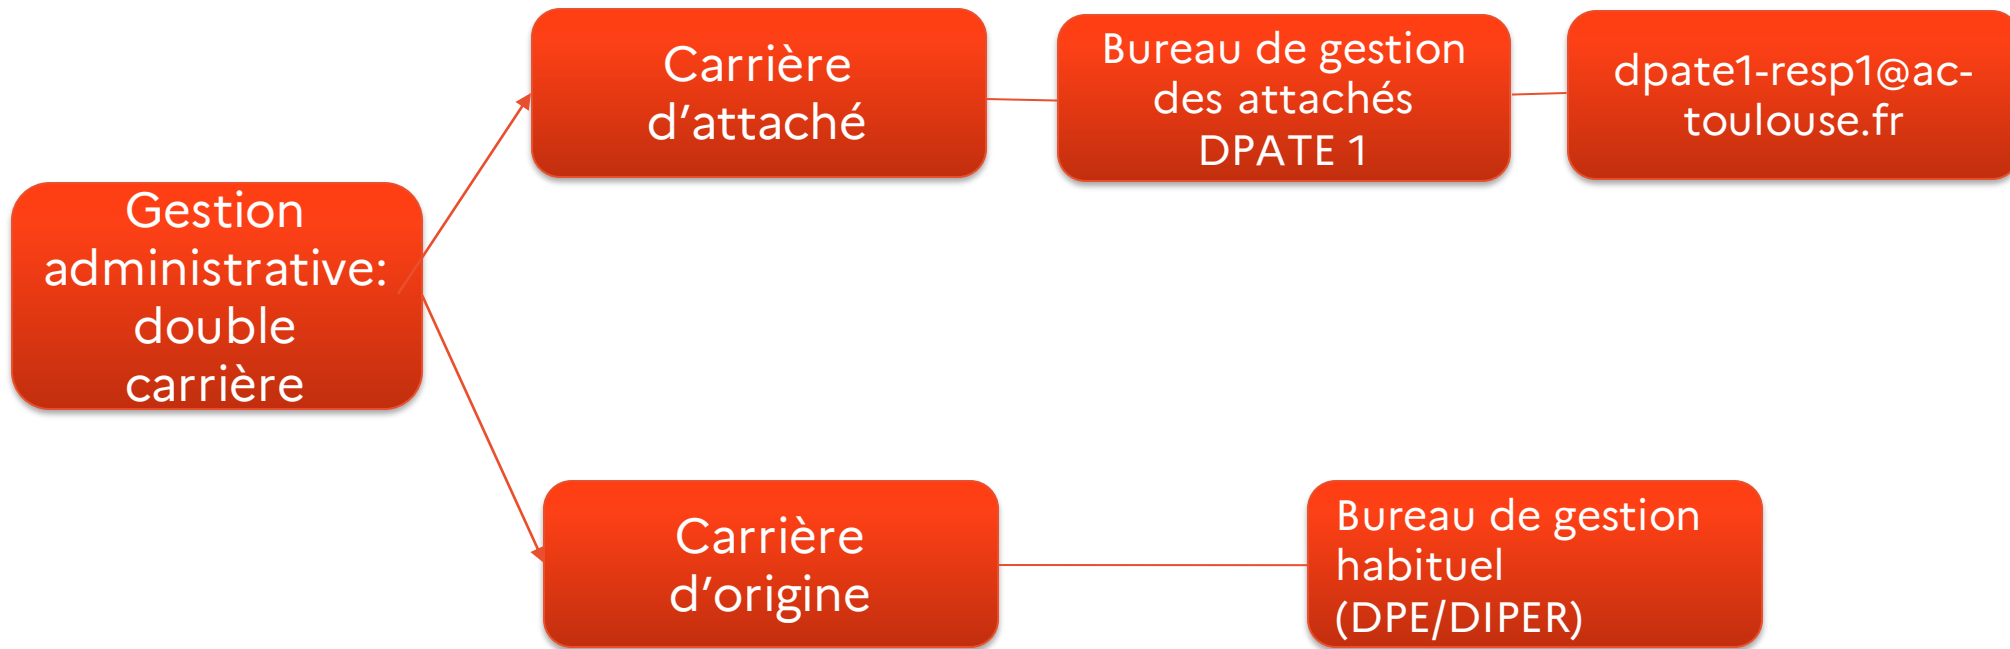 Gestion
administrative:
double
carrière
Carrière
d’attaché
Bureau de gestion
des attachés
DPATE 1
dpate1-resp1@ac-
toulouse.fr
Carrière
d’origine
Bureau de gestion
habituel
(DPE/DIPER)